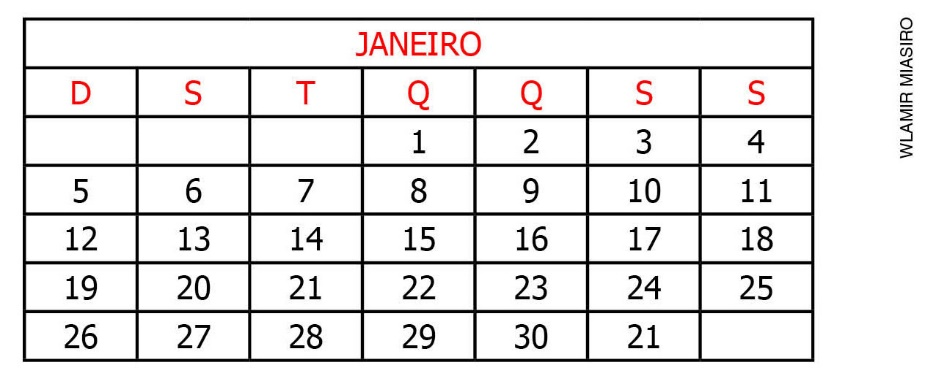 JANEIRO
D S T Q Q S S
1 2 3 4
5 6 7 8 9 10 11
12 13 14 15 16 17 18
19 20 21 22 23 24 25
26 27 28 29 30 21
WLAMIR MIASIRO